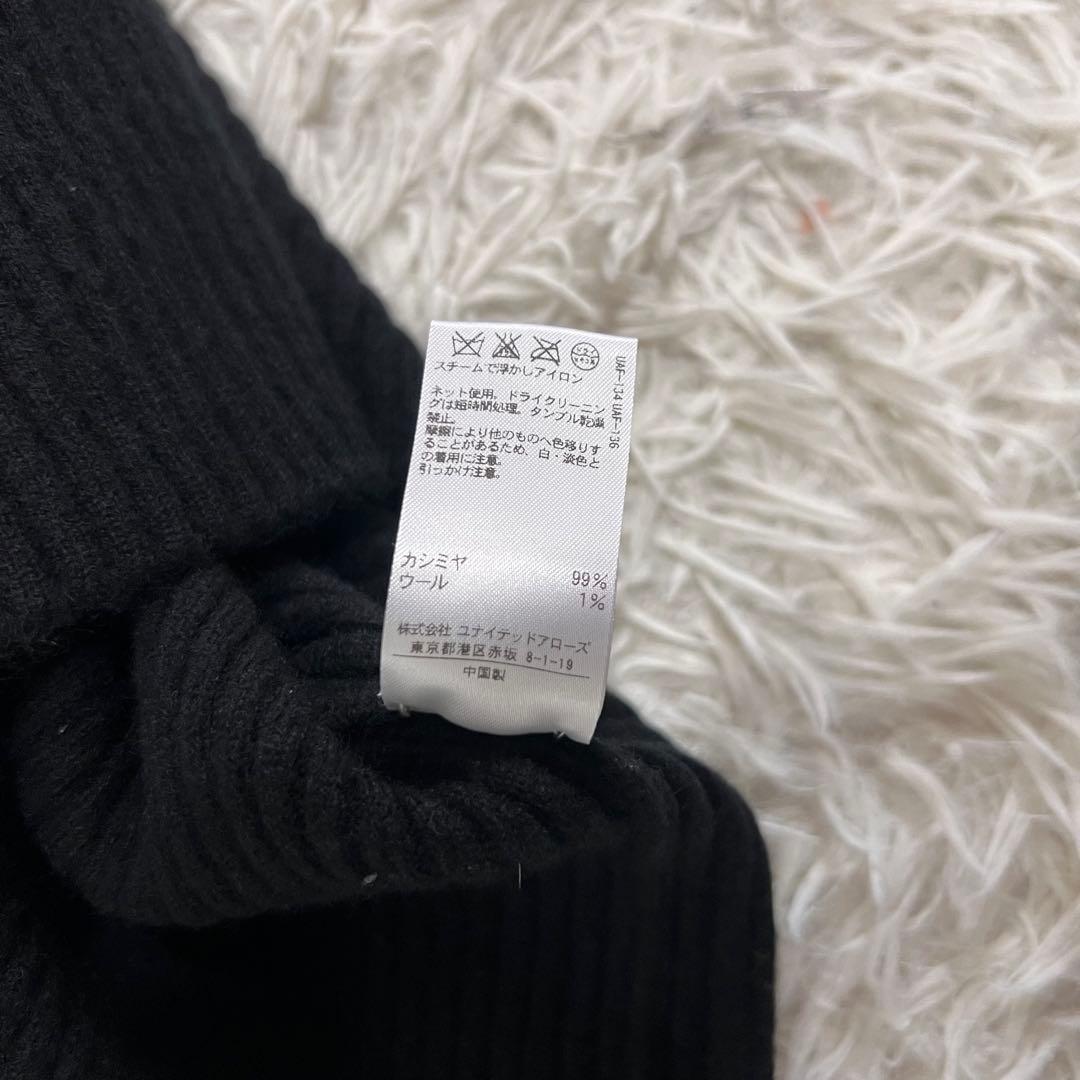 スチームで浮かしアイロン
ネット使用。ドライクリーニン
グは短時間処理。タンブル乾燥
禁止。
摩擦により他のものへ色移りす
ることがあるため、白・淡色と
の着用に注意。
引っかけ注意。
UAF-134 UAF-136
カシミヤ 99%
ウール 1%
株式会社 ユナイテッドアローズ
東京都港区赤坂 8-1-19
中国製